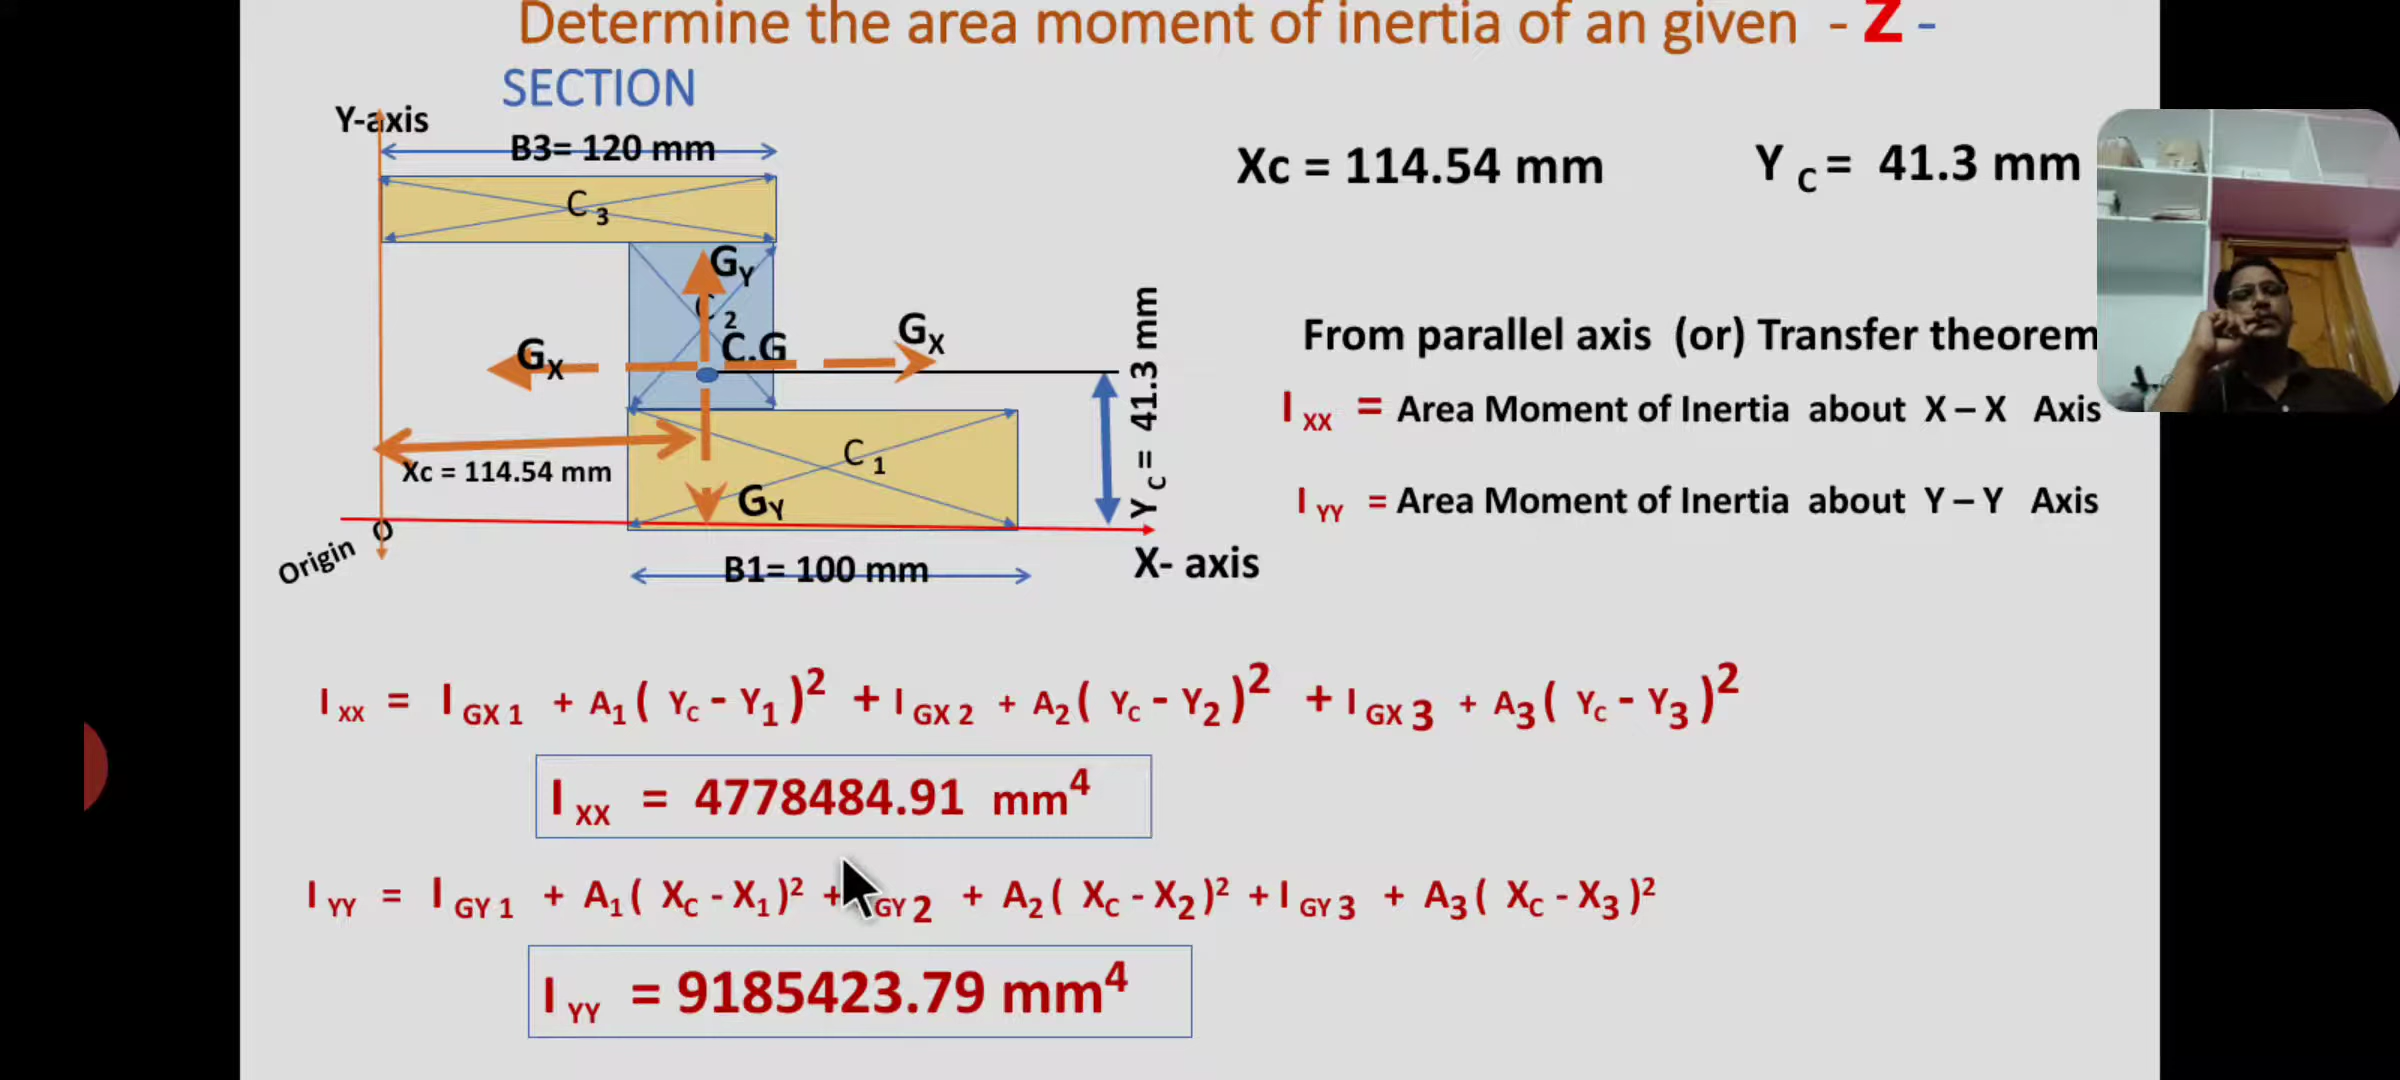 Determine the area moment of inertia of an given - Z -
SECTION
Y-axis
B3= 120 mm
Xc = 114.54 mm
Y C = 41.3 mm
C 3
GY
C 2
C.G
GX
GX
Y C = 41.3 mm
From parallel axis (or) Transfer theorem
I XX = Area Moment of Inertia about X – X Axis
C 1
Xc = 114.54 mm
GY
I YY = Area Moment of Inertia about Y – Y Axis
O
Origin
B1= 100 mm
X- axis
I xx = I GX 1 + A1 ( Yc - Y1 )2 + I GX 2 + A2 ( Yc - Y2 )2 + I GX 3 + A3 ( Yc - Y3 )2
I XX = 4778484.91 mm4
I YY = I GY 1 + A1 ( XC - X1 )2 + GY 2 + A2 ( XC - X2 )2 + I GY 3 + A3 ( XC - X3 )2
I YY = 9185423.79 mm4